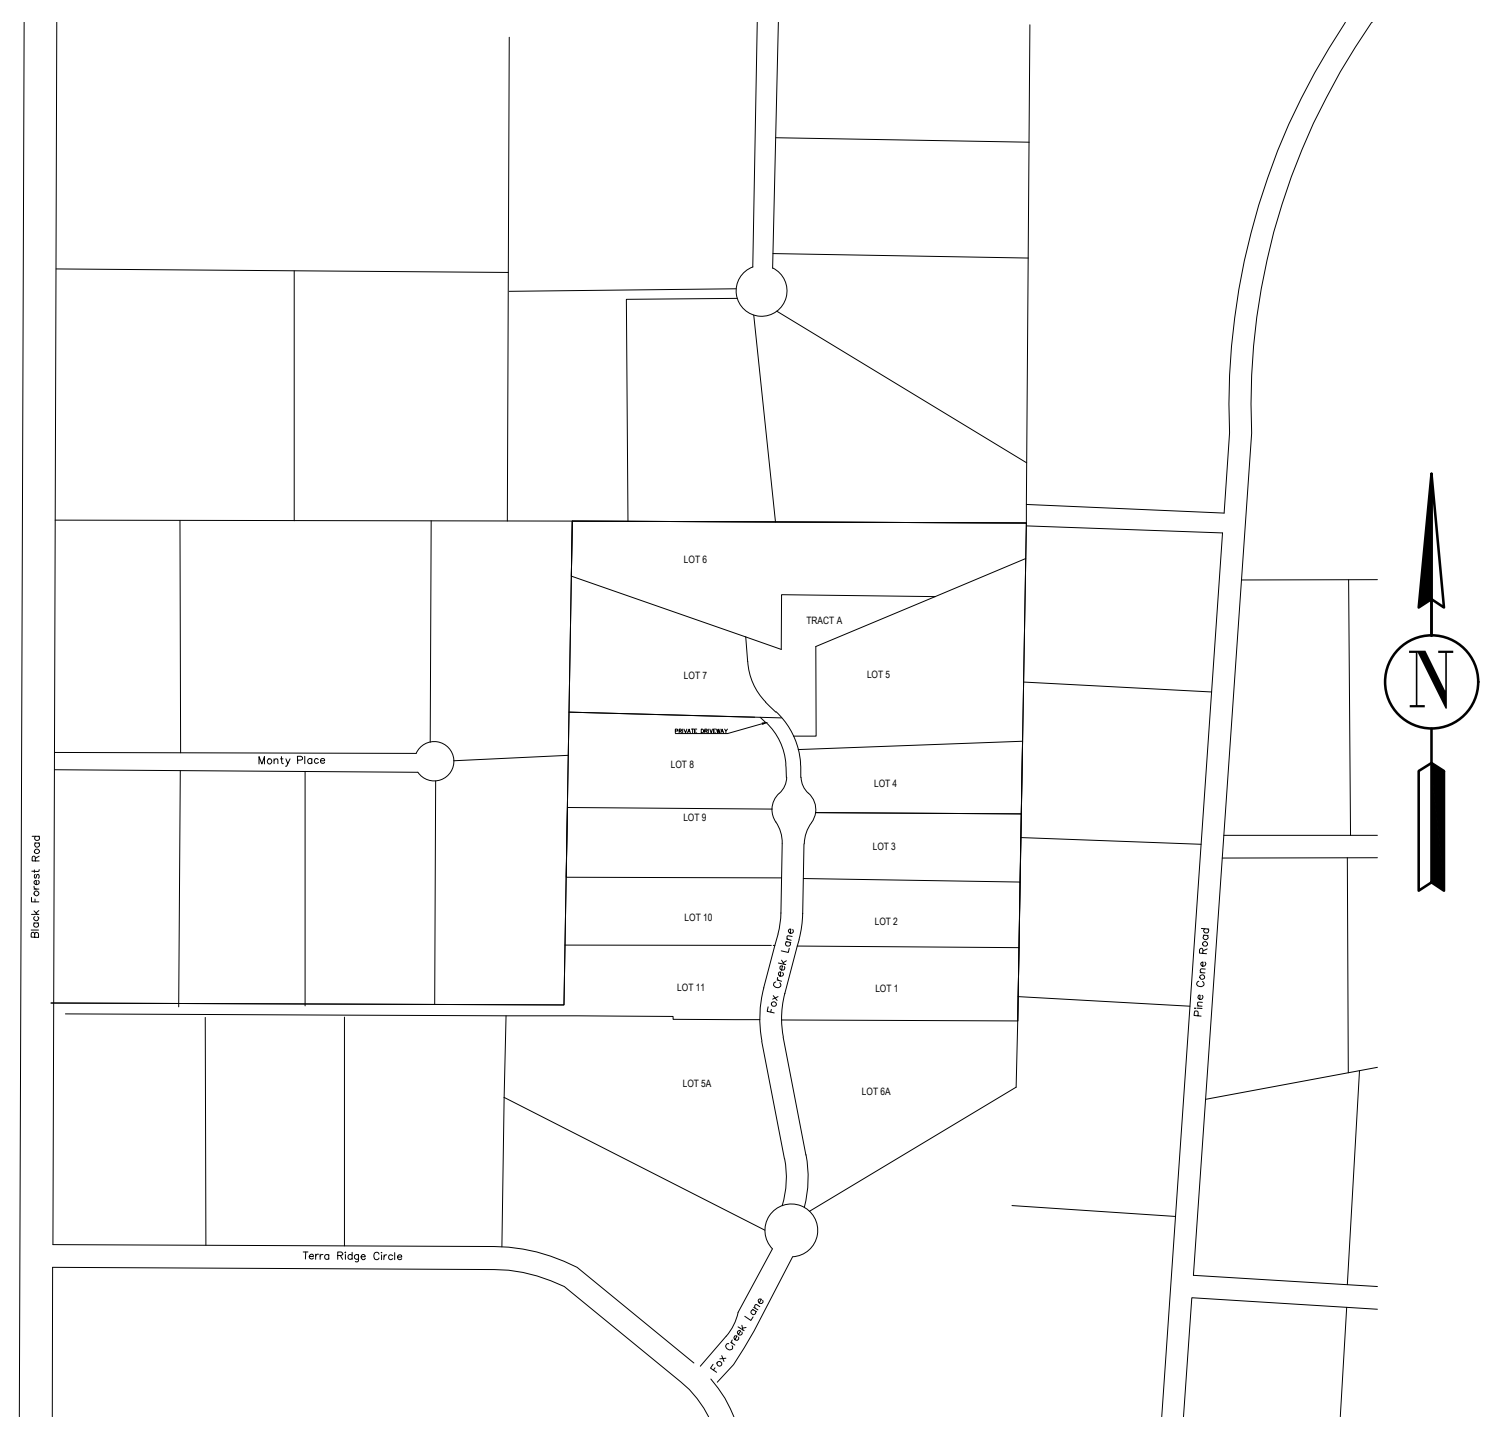 LOT 6
TRACT A
LOT 7
LOT 5
PRIVATE DRIVEWAY
Monty Place
LOT 8
LOT 4
LOT 9
LOT 3
Black Forest Road
LOT 10
LOT 2
Fox Creek Lane
Pine Cone Road
LOT 11
LOT 1
LOT 5A
LOT 6A
Terra Ridge Circle
Fox Creek Lane
N